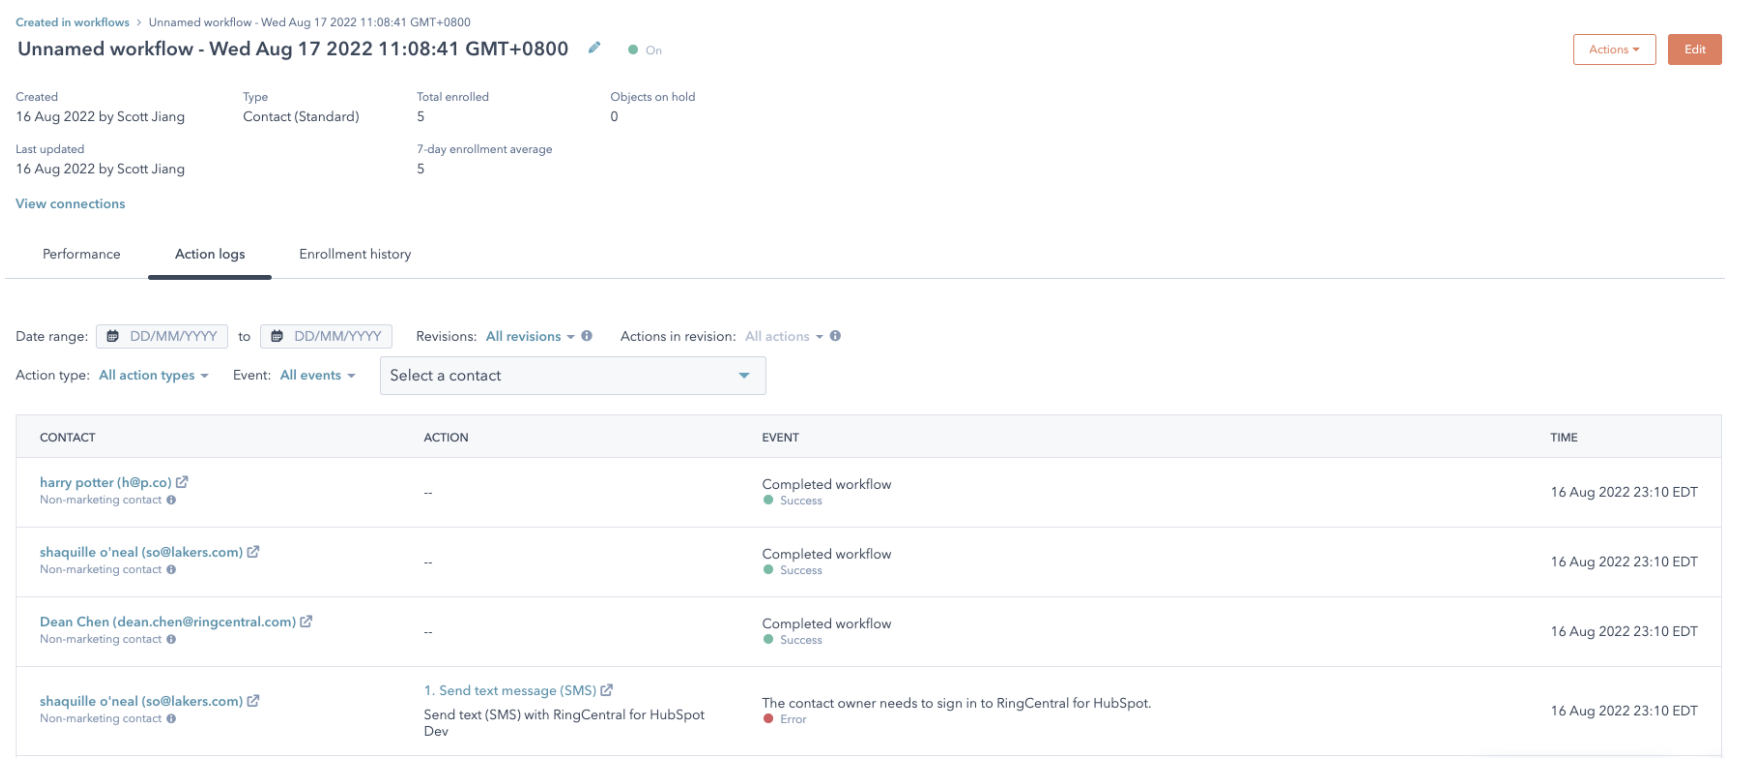 Created in workflows > Unnamed workflow - Wed Aug 17 2022 11:08:41 GMT+0800
Unnamed workflow - Wed Aug 17 2022 11:08:41 GMT+0800 On Actions Edit
Created Type Total enrolled Objects on hold
16 Aug 2022 by Scott Jiang Contact (Standard) 5 0
Last updated 7-day enrollment average
16 Aug 2022 by Scott Jiang 5
View connections
Performance Action logs Enrollment history
Date range: DD/MM/YYYY to DD/MM/YYYY Revisions: All revisions Actions in revision: All actions
Action type: All action types Event: All events Select a contact
CONTACT ACTION EVENT TIME
harry potter (h@p.co)
Non-marketing contact
--
Completed workflow
Success
16 Aug 2022 23:10 EDT
shaquille o'neal (so@lakers.com)
Non-marketing contact
--
Completed workflow
Success
16 Aug 2022 23:10 EDT
Dean Chen (dean.chen@ringcentral.com)
Non-marketing contact
--
Completed workflow
Success
16 Aug 2022 23:10 EDT
shaquille o'neal (so@lakers.com)
Non-marketing contact
1. Send text message (SMS)
Send text (SMS) with RingCentral for HubSpot
Dev
The contact owner needs to sign in to RingCentral for HubSpot.
Error
16 Aug 2022 23:10 EDT